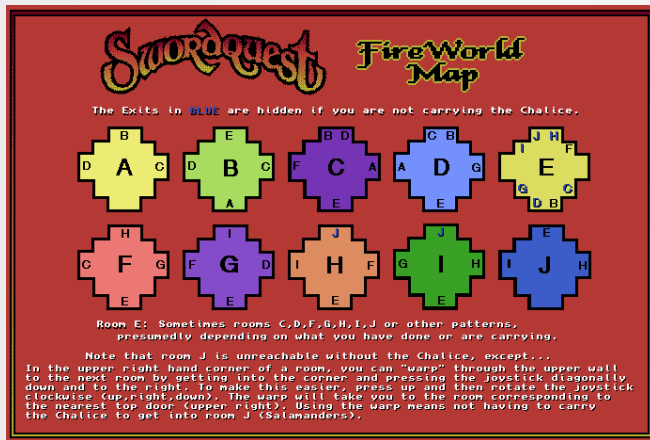 SWORDQUEST FireWorld
Map
The Exits in BLUE are hidden if you are not carrying the Chalice.
B E B D C B J H
I F
D A C D B C F C A A D G E
G C
A E E D B
H I J J E
C F G F G D I H F G I H I J H
E E E E
Room E: Sometimes rooms C,D,F,G,H,I,J or other patterns,
presumedly depending on what you have done or are carrying.
Note that room J is unreachable without the Chalice, except...
In the upper right hand corner of a room, you can "warp" through the upper wall
to the next room by getting into the corner and pressing the joystick diagonally
down and to the right. To make this easier, press up and then rotate the joystick
clockwise (up,right,down). The warp will take you to the room corresponding to
the nearest top door (upper right). Using the warp means not having to carry
the Chalice to get into room J (Salamanders).